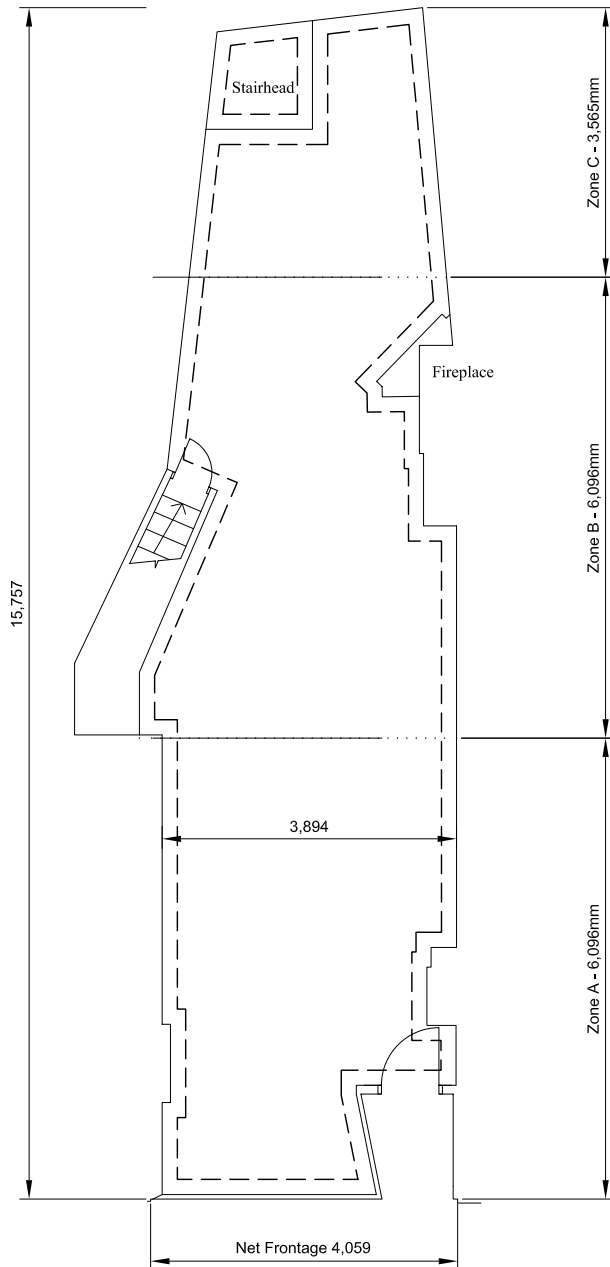 Stairhead
Zone C - 3,565mm
Fireplace
Zone B - 6,096mm
15,757
3,894
Zone A - 6,096mm
Net Frontage 4,059